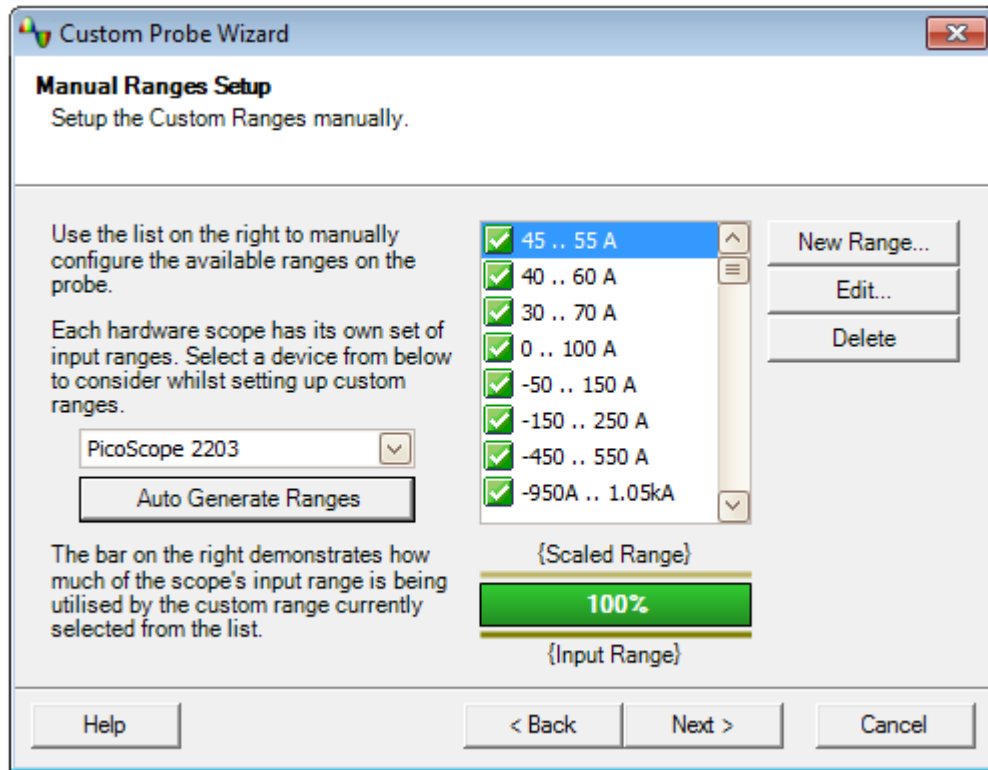 Custom Probe Wizard
Manual Ranges Setup
Setup the Custom Ranges manually.
Use the list on the right to manually
configure the available ranges on the
probe.
Each hardware scope has its own set of
input ranges. Select a device from below
to consider whilst setting up custom
ranges.
PicoScope 2203
Auto Generate Ranges
The bar on the right demonstrates how
much of the scope's input range is being
utilised by the custom range currently
selected from the list.
45 .. 55 A
40 .. 60 A
30 .. 70 A
0 .. 100 A
-50 .. 150 A
-150 .. 250 A
-450 .. 550 A
-950A .. 1.05kA
{Scaled Range}
100%
{Input Range}
New Range...
Edit...
Delete
Help
< Back
Next >
Cancel